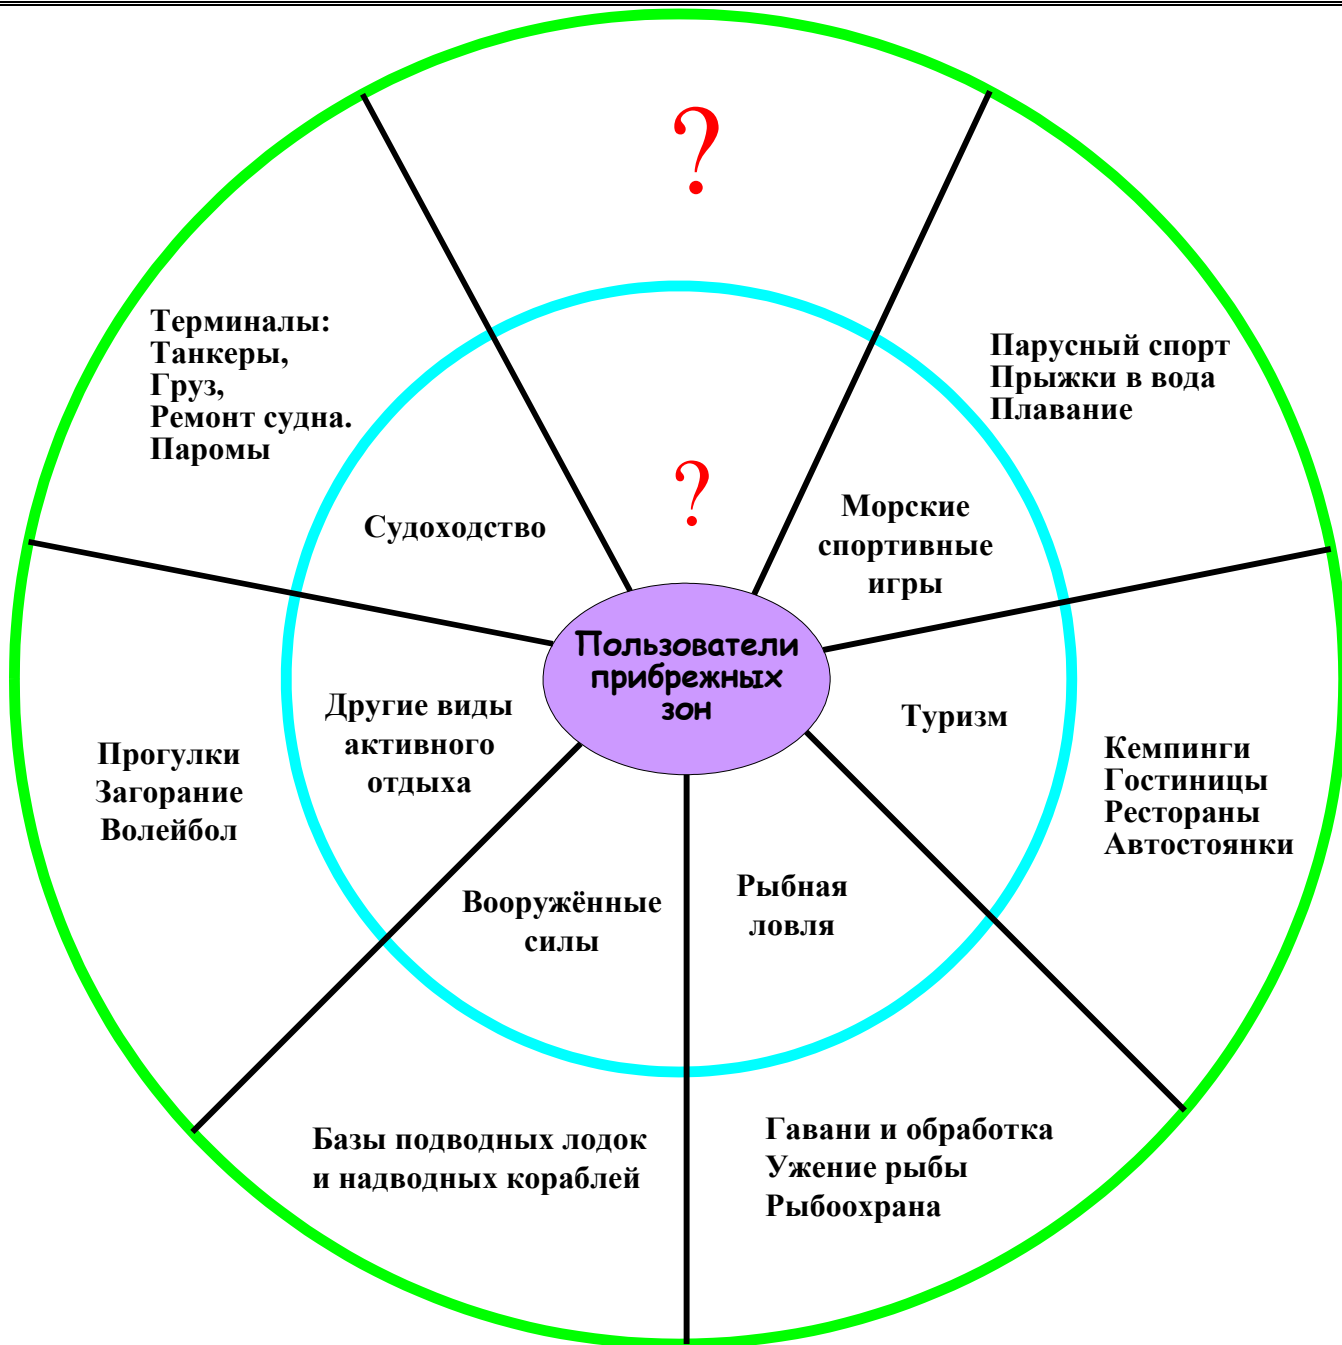 ?
Терминалы:
Танкеры,
Груз,
Ремонт судна.
Паромы
Парусный спорт
Прыжки в вода
Плавание
?
Судоходство
Морские
спортивные
игры
Пользователи
прибрежных
зон
Другие виды
активного
отдыха
Туризм
Прогулки
Загорание
Волейбол
Кемпинги
Гостиницы
Рестораны
Автостоянки
Вооружённые
силы
Рыбная
ловля
Базы подводных лодок
и надводных кораблей
Гавани и обработка
Ужение рыбы
Рыбоохрана